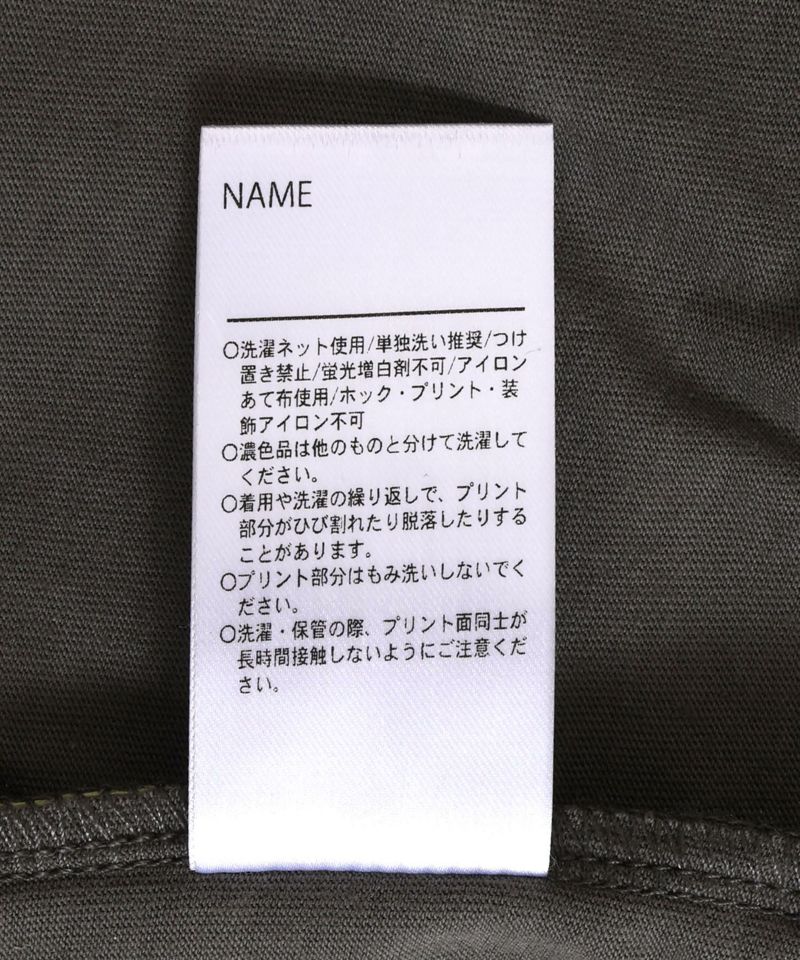 NAME
〇洗濯ネット使用/単独洗い推奨/つけ
置き禁止/蛍光増白剤不可/アイロン
あて布使用/ホック・プリント・装
飾アイロン不可
〇濃色品は他のものと分けて洗濯して
ください。
〇着用や洗濯の繰り返しで、プリント
部分がひび割れたり脱落したりする
ことがあります。
〇プリント部分はもみ洗いしないでく
ださい。
〇洗濯・保管の際、プリント面同士が
長時間接触しないようにご注意くだ
さい。